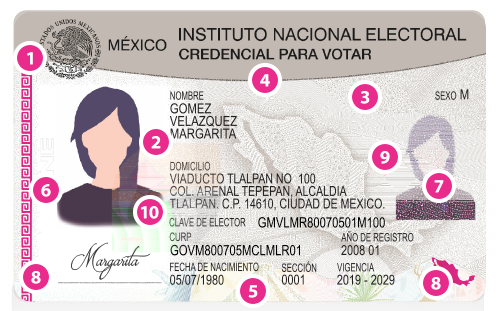 ESTADOS UNIDOS MEXICANOS
MÉXICO INSTITUTO NACIONAL ELECTORAL
CREDENCIAL PARA VOTAR
1
4
3
NOMBRE
SEXO M
GOMEZ
VELAZQUEZ
MARGARITA
2
9
DOMICILIO
VIADUCTO TLALPAN NO 100
COL. ARENAL TEPEPAN, ALCALDIA
TLALPAN. C.P. 14610, CIUDAD DE MEXICO.
6
7
10
CLAVE DE ELECTOR GMVLMR80070501M100
CURP AÑO DE REGISTRO
GOVM800705MCLMLR01 2008 01
Margarita
FECHA DE NACIMIENTO SECCIÓN VIGENCIA
05/07/1980 0001 2019 - 2029
8
5
8